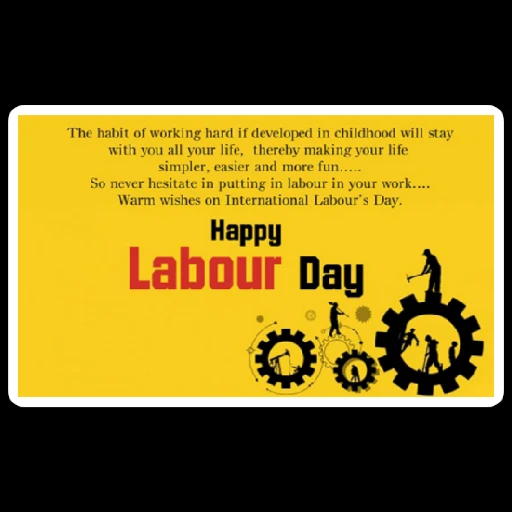 The habit of working hard if developed in childhood will stay
with you all your life, thereby making your life
simpler, easier and more fun.....
So never hesitate in putting in labour in your work....
Warm wishes on International Labour's Day.
Happy
Labour Day